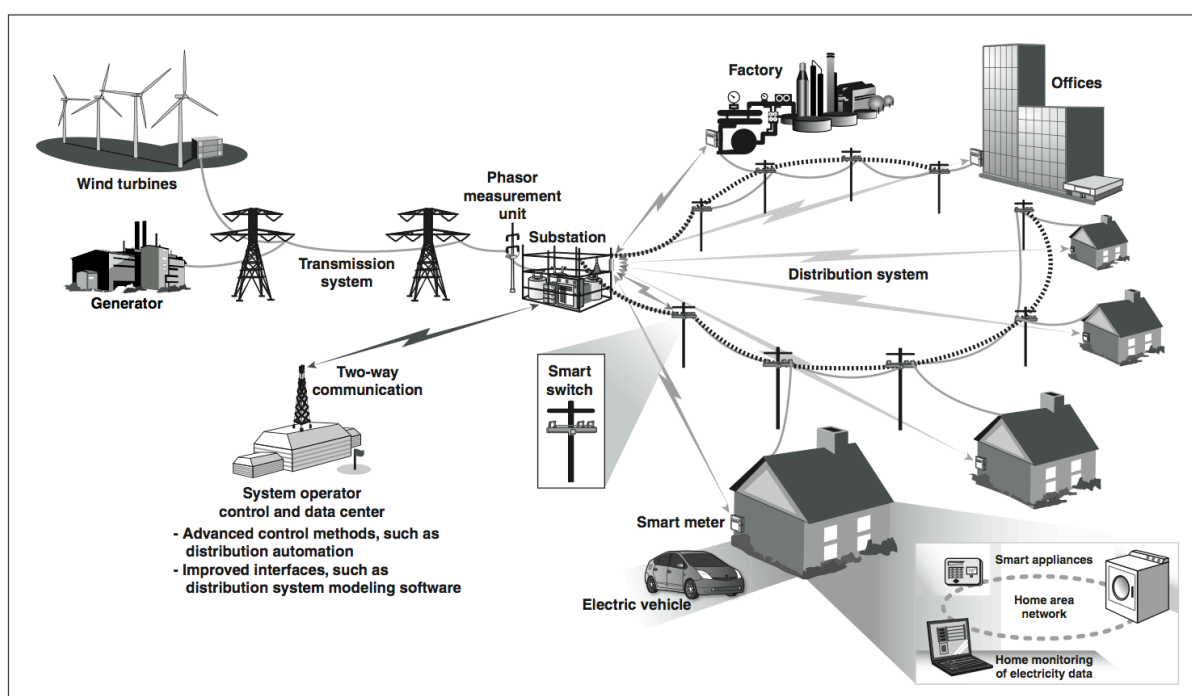 Factory
Offices
Wind turbines
Phasor
measurement
unit
Substation
Transmission
system
Generator
Distribution system
Two-way
communication
Smart
switch
System operator
control and data center
- Advanced control methods, such as
distribution automation
- Improved interfaces, such as
distribution system modeling software
Smart meter
Electric vehicle
Smart appliances
Home area
network
Home monitoring
of electricity data